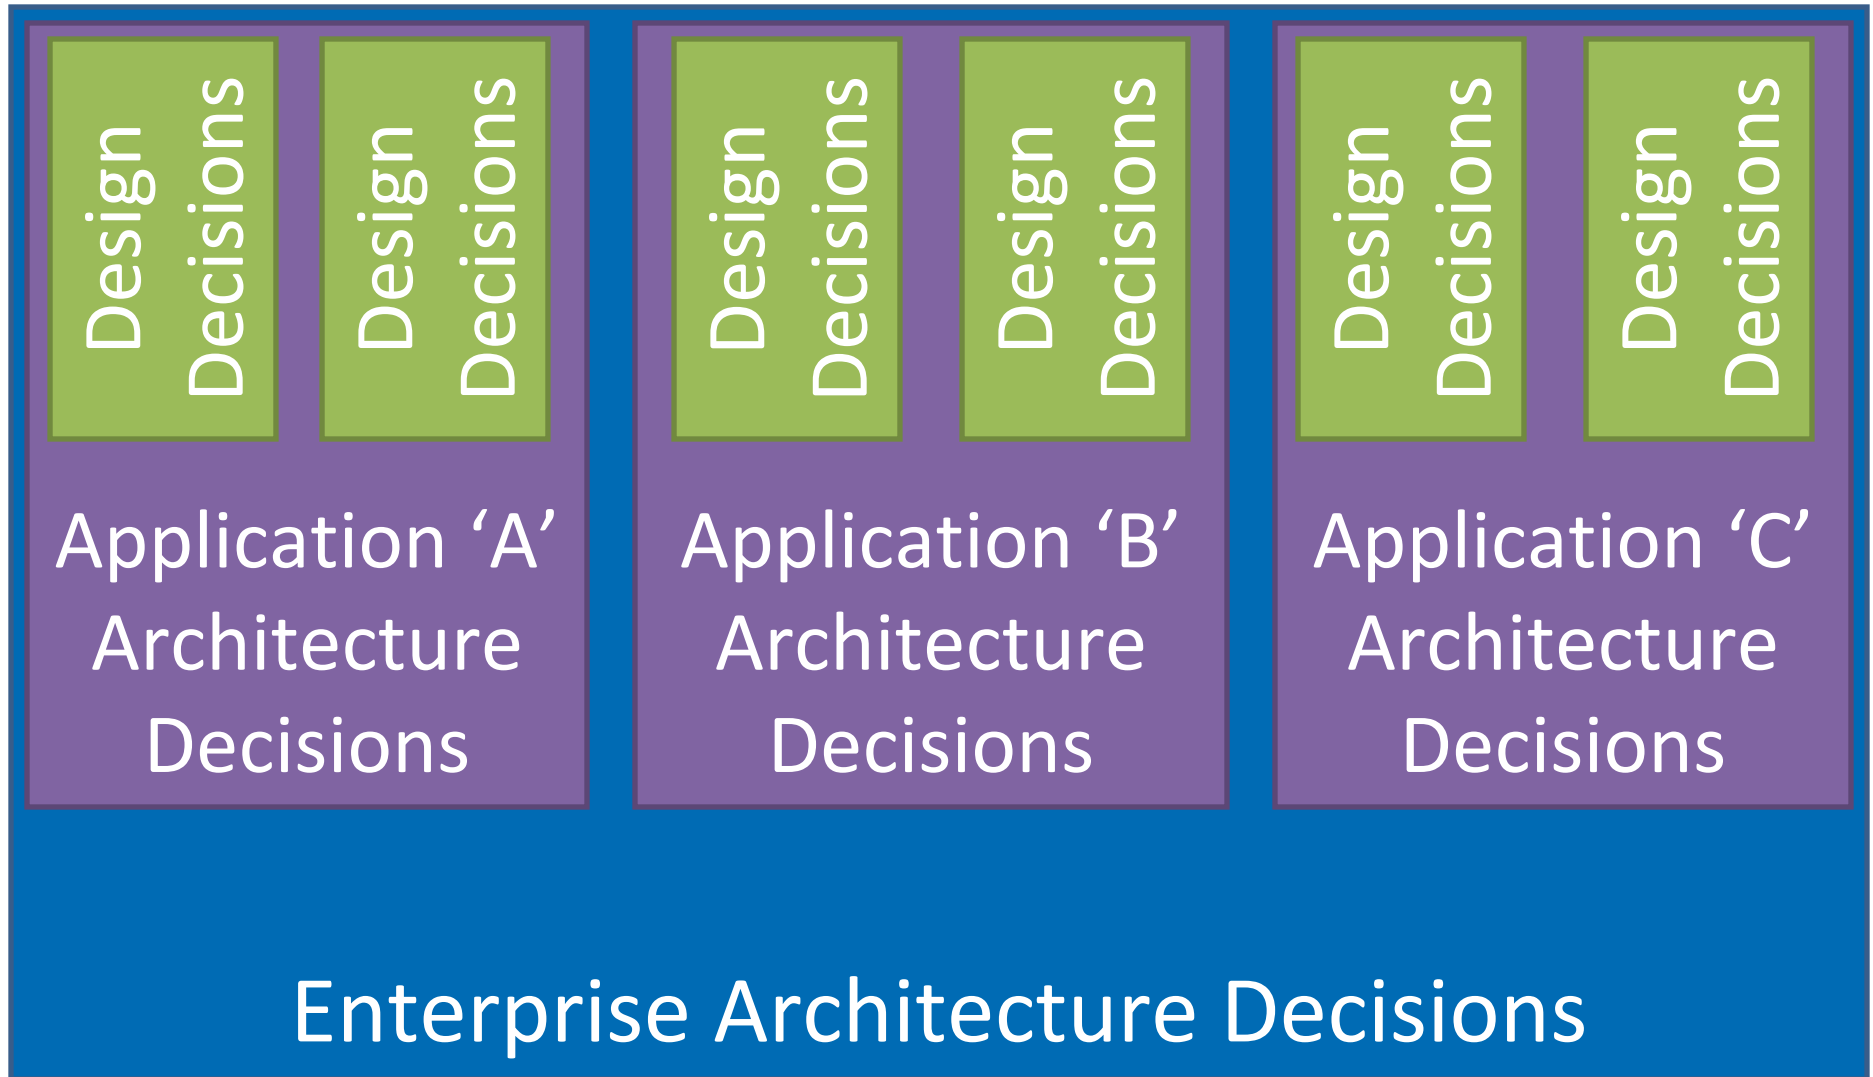 Design
Decisions
Design
Decisions
Application ‘A’
Architecture
Decisions
Design
Decisions
Design
Decisions
Application ‘B’
Architecture
Decisions
Design
Decisions
Design
Decisions
Application ‘C’
Architecture
Decisions
Enterprise Architecture Decisions